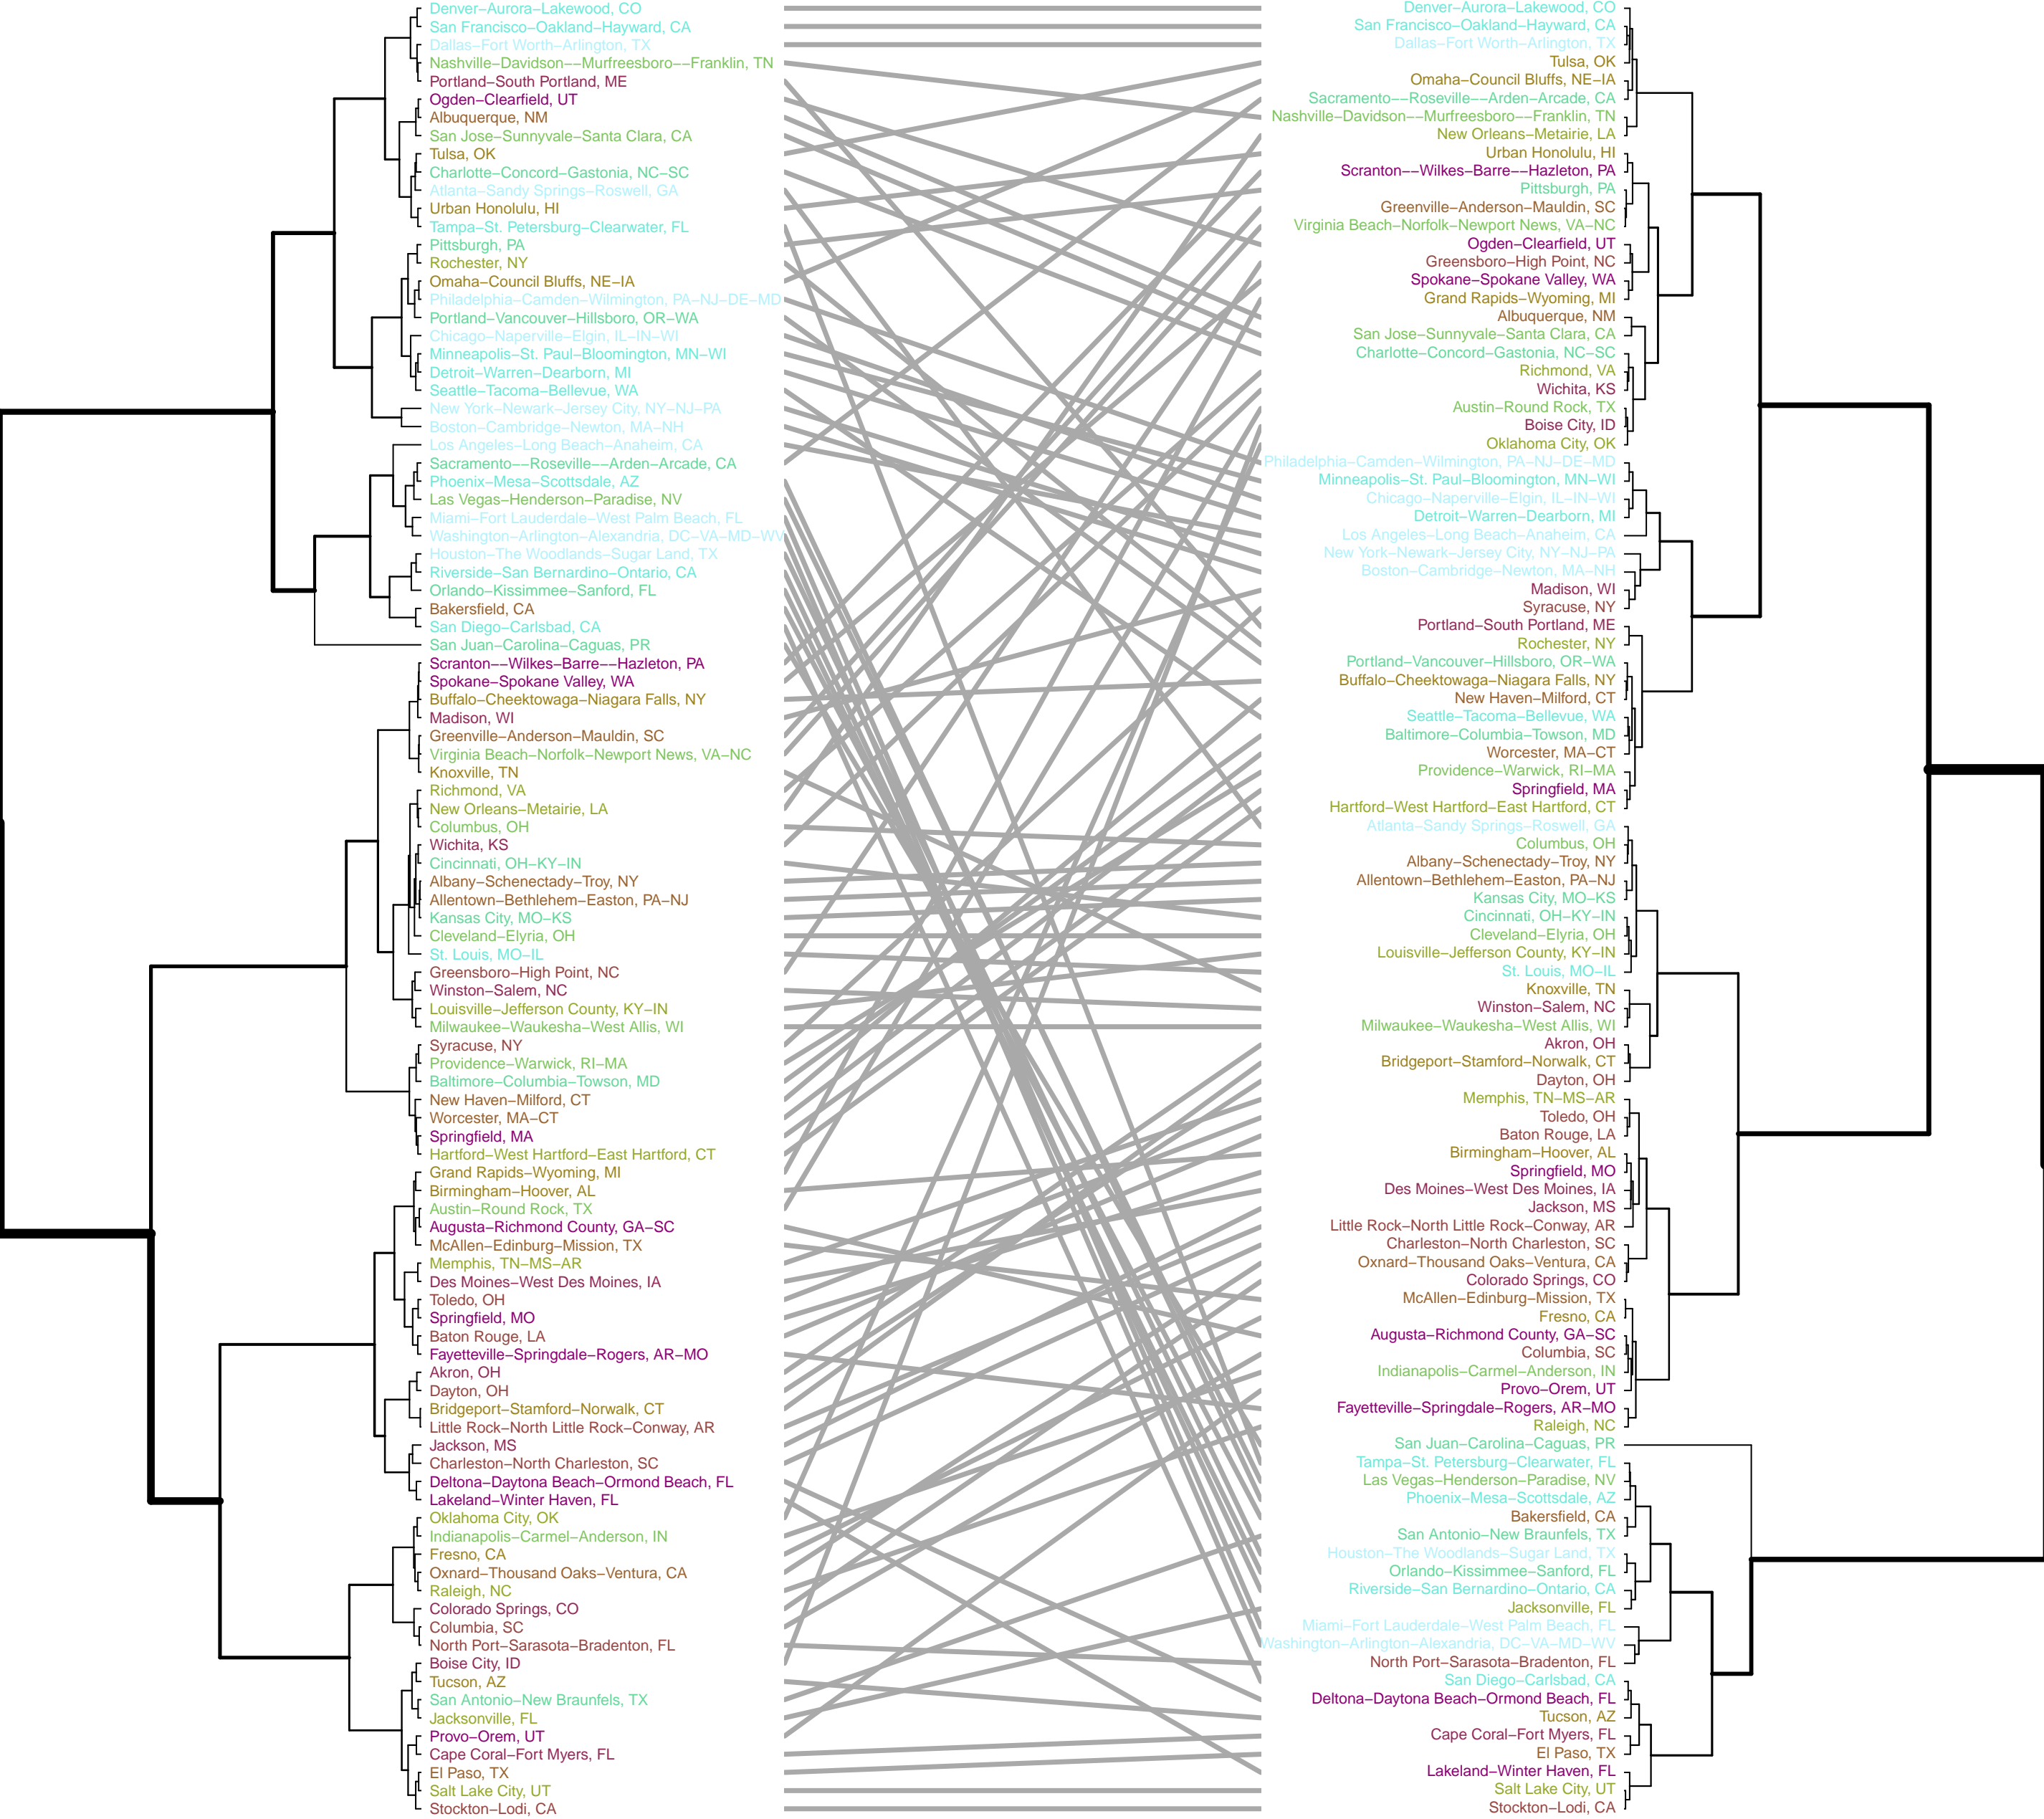 Denver−Aurora−Lakewood, CO
San Francisco−Oakland−Hayward, CA
Dallas−Fort Worth−Arlington, TX
Nashville−Davidson−−Murfreesboro−−Franklin, TN
Portland−South Portland, ME
Ogden−Clearfield, UT
Albuquerque, NM
San Jose−Sunnyvale−Santa Clara, CA
Tulsa, OK
Charlotte−Concord−Gastonia, NC−SC
Atlanta−Sandy Springs−Roswell, GA
Urban Honolulu, HI
Tampa−St. Petersburg−Clearwater, FL
Pittsburgh, PA
Rochester, NY
Omaha−Council Bluffs, NE−IA
Philadelphia−Camden−Wilmington, PA−NJ−DE−MD
Portland−Vancouver−Hillsboro, OR−WA
Chicago−Naperville−Elgin, IL−IN−WI
Minneapolis−St. Paul−Bloomington, MN−WI
Detroit−Warren−Dearborn, MI
Seattle−Tacoma−Bellevue, WA
New York−Newark−Jersey City, NY−NJ−PA
Boston−Cambridge−Newton, MA−NH
Los Angeles−Long Beach−Anaheim, CA
Sacramento−−Roseville−−Arden−Arcade, CA
Phoenix−Mesa−Scottsdale, AZ
Las Vegas−Henderson−Paradise, NV
Miami−Fort Lauderdale−West Palm Beach, FL
Washington−Arlington−Alexandria, DC−VA−MD−WV
Houston−The Woodlands−Sugar Land, TX
Riverside−San Bernardino−Ontario, CA
Orlando−Kissimmee−Sanford, FL
Bakersfield, CA
San Diego−Carlsbad, CA
San Juan−Carolina−Caguas, PR
Scranton−−Wilkes−Barre−−Hazleton, PA
Spokane−Spokane Valley, WA
Buffalo−Cheektowaga−Niagara Falls, NY
Madison, WI
Greenville−Anderson−Mauldin, SC
Virginia Beach−Norfolk−Newport News, VA−NC
Knoxville, TN
Richmond, VA
New Orleans−Metairie, LA
Columbus, OH
Wichita, KS
Cincinnati, OH−KY−IN
Albany−Schenectady−Troy, NY
Allentown−Bethlehem−Easton, PA−NJ
Kansas City, MO−KS
Cleveland−Elyria, OH
St. Louis, MO−IL
Greensboro−High Point, NC
Winston−Salem, NC
Louisville−Jefferson County, KY−IN
Milwaukee−Waukesha−West Allis, WI
Syracuse, NY
Providence−Warwick, RI−MA
Baltimore−Columbia−Towson, MD
New Haven−Milford, CT
Worcester, MA−CT
Springfield, MA
Hartford−West Hartford−East Hartford, CT
Grand Rapids−Wyoming, MI
Birmingham−Hoover, AL
Austin−Round Rock, TX
Augusta−Richmond County, GA−SC
McAllen−Edinburg−Mission, TX
Memphis, TN−MS−AR
Des Moines−West Des Moines, IA
Toledo, OH
Springfield, MO
Baton Rouge, LA
Fayetteville−Springdale−Rogers, AR−MO
Akron, OH
Dayton, OH
Bridgeport−Stamford−Norwalk, CT
Little Rock−North Little Rock−Conway, AR
Jackson, MS
Charleston−North Charleston, SC
Deltona−Daytona Beach−Ormond Beach, FL
Lakeland−Winter Haven, FL
Oklahoma City, OK
Indianapolis−Carmel−Anderson, IN
Fresno, CA
Oxnard−Thousand Oaks−Ventura, CA
Raleigh, NC
Colorado Springs, CO
Columbia, SC
North Port−Sarasota−Bradenton, FL
Boise City, ID
Tucson, AZ
San Antonio−New Braunfels, TX
Jacksonville, FL
Provo−Orem, UT
Cape Coral−Fort Myers, FL
El Paso, TX
Salt Lake City, UT
Stockton−Lodi, CA
Denver−Aurora−Lakewood, CO
San Francisco−Oakland−Hayward, CA
Dallas−Fort Worth−Arlington, TX
Tulsa, OK
Omaha−Council Bluffs, NE−IA
Sacramento−−Roseville−−Arden−Arcade, CA
Nashville−Davidson−−Murfreesboro−−Franklin, TN
New Orleans−Metairie, LA
Urban Honolulu, HI
Scranton−−Wilkes−Barre−−Hazleton, PA
Pittsburgh, PA
Greenville−Anderson−Mauldin, SC
Virginia Beach−Norfolk−Newport News, VA−NC
Ogden−Clearfield, UT
Greensboro−High Point, NC
Spokane−Spokane Valley, WA
Grand Rapids−Wyoming, MI
Albuquerque, NM
San Jose−Sunnyvale−Santa Clara, CA
Charlotte−Concord−Gastonia, NC−SC
Richmond, VA
Wichita, KS
Austin−Round Rock, TX
Boise City, ID
Oklahoma City, OK
Philadelphia−Camden−Wilmington, PA−NJ−DE−MD
Minneapolis−St. Paul−Bloomington, MN−WI
Chicago−Naperville−Elgin, IL−IN−WI
Detroit−Warren−Dearborn, MI
Los Angeles−Long Beach−Anaheim, CA
New York−Newark−Jersey City, NY−NJ−PA
Boston−Cambridge−Newton, MA−NH
Madison, WI
Syracuse, NY
Portland−South Portland, ME
Rochester, NY
Portland−Vancouver−Hillsboro, OR−WA
Buffalo−Cheektowaga−Niagara Falls, NY
New Haven−Milford, CT
Seattle−Tacoma−Bellevue, WA
Baltimore−Columbia−Towson, MD
Worcester, MA−CT
Providence−Warwick, RI−MA
Springfield, MA
Hartford−West Hartford−East Hartford, CT
Atlanta−Sandy Springs−Roswell, GA
Columbus, OH
Albany−Schenectady−Troy, NY
Allentown−Bethlehem−Easton, PA−NJ
Kansas City, MO−KS
Cincinnati, OH−KY−IN
Cleveland−Elyria, OH
Louisville−Jefferson County, KY−IN
St. Louis, MO−IL
Knoxville, TN
Winston−Salem, NC
Milwaukee−Waukesha−West Allis, WI
Akron, OH
Bridgeport−Stamford−Norwalk, CT
Dayton, OH
Memphis, TN−MS−AR
Toledo, OH
Baton Rouge, LA
Birmingham−Hoover, AL
Springfield, MO
Des Moines−West Des Moines, IA
Jackson, MS
Little Rock−North Little Rock−Conway, AR
Charleston−North Charleston, SC
Oxnard−Thousand Oaks−Ventura, CA
Colorado Springs, CO
McAllen−Edinburg−Mission, TX
Fresno, CA
Augusta−Richmond County, GA−SC
Columbia, SC
Indianapolis−Carmel−Anderson, IN
Provo−Orem, UT
Fayetteville−Springdale−Rogers, AR−MO
Raleigh, NC
San Juan−Carolina−Caguas, PR
Tampa−St. Petersburg−Clearwater, FL
Las Vegas−Henderson−Paradise, NV
Phoenix−Mesa−Scottsdale, AZ
Bakersfield, CA
San Antonio−New Braunfels, TX
Houston−The Woodlands−Sugar Land, TX
Orlando−Kissimmee−Sanford, FL
Riverside−San Bernardino−Ontario, CA
Jacksonville, FL
Miami−Fort Lauderdale−West Palm Beach, FL
Washington−Arlington−Alexandria, DC−VA−MD−WV
North Port−Sarasota−Bradenton, FL
San Diego−Carlsbad, CA
Deltona−Daytona Beach−Ormond Beach, FL
Tucson, AZ
Cape Coral−Fort Myers, FL
El Paso, TX
Lakeland−Winter Haven, FL
Salt Lake City, UT
Stockton−Lodi, CA